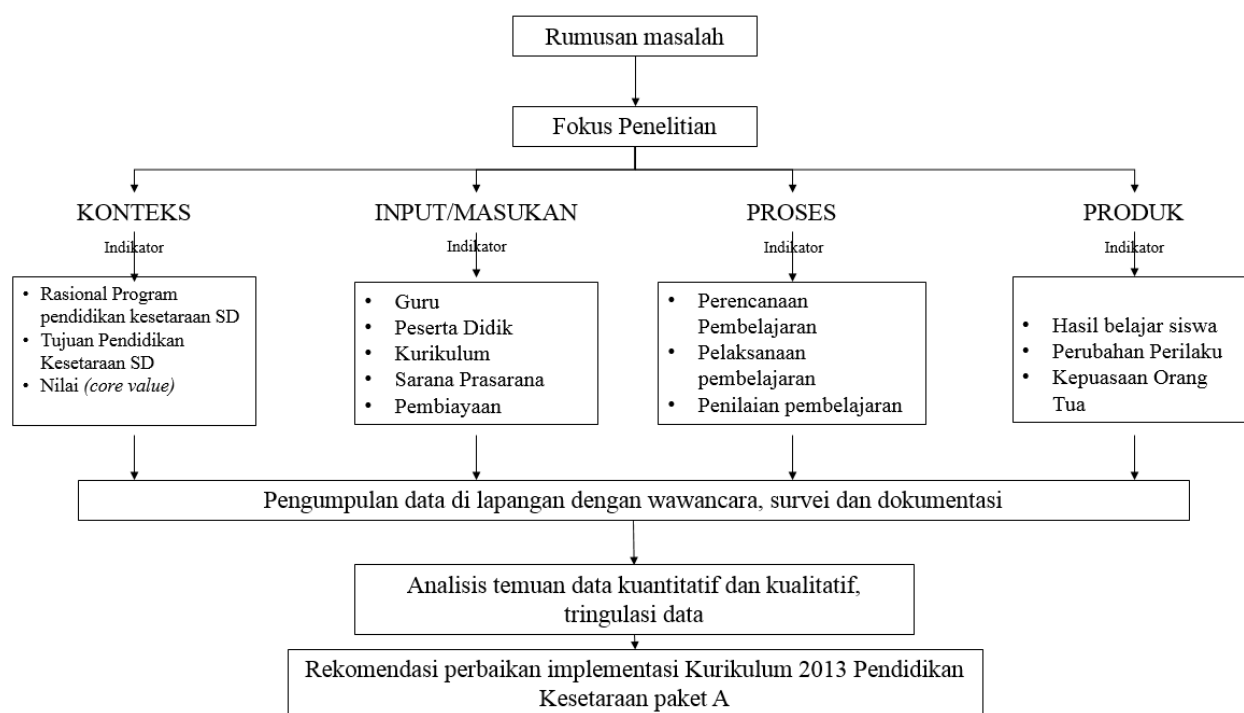 Rumusan masalah
Fokus Penelitian
KONTEKS
Indikator
• Rasional Program
pendidikan kesetaraan SD
• Tujuan Pendidikan
Kesetaraan SD
• Nilai (core value)
INPUT/MASUKAN
Indikator
• Guru
• Peserta Didik
• Kurikulum
• Sarana Prasarana
• Pembiayaan
PROSES
Indikator
• Perencanaan
Pembelajaran
• Pelaksanaan
pembelajaran
• Penilaian pembelajaran
PRODUK
Indikator
• Hasil belajar siswa
• Perubahan Perilaku
• Kepuasaan Orang
Tua
Pengumpulan data di lapangan dengan wawancara, survei dan dokumentasi
Analisis temuan data kuantitatif dan kualitatif,
tringulasi data
Rekomendasi perbaikan implementasi Kurikulum 2013 Pendidikan
Kesetaraan paket A